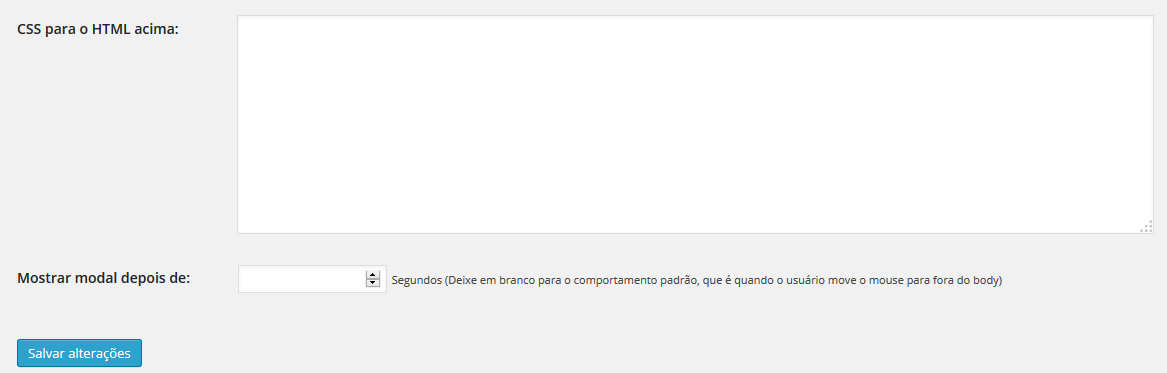 CSS para o HTML acima:
Mostrar modal depois de: Segundos (Deixe em branco para o comportamento padrão, que é quando o usuário move o mouse para fora do body)
Salvar alterações